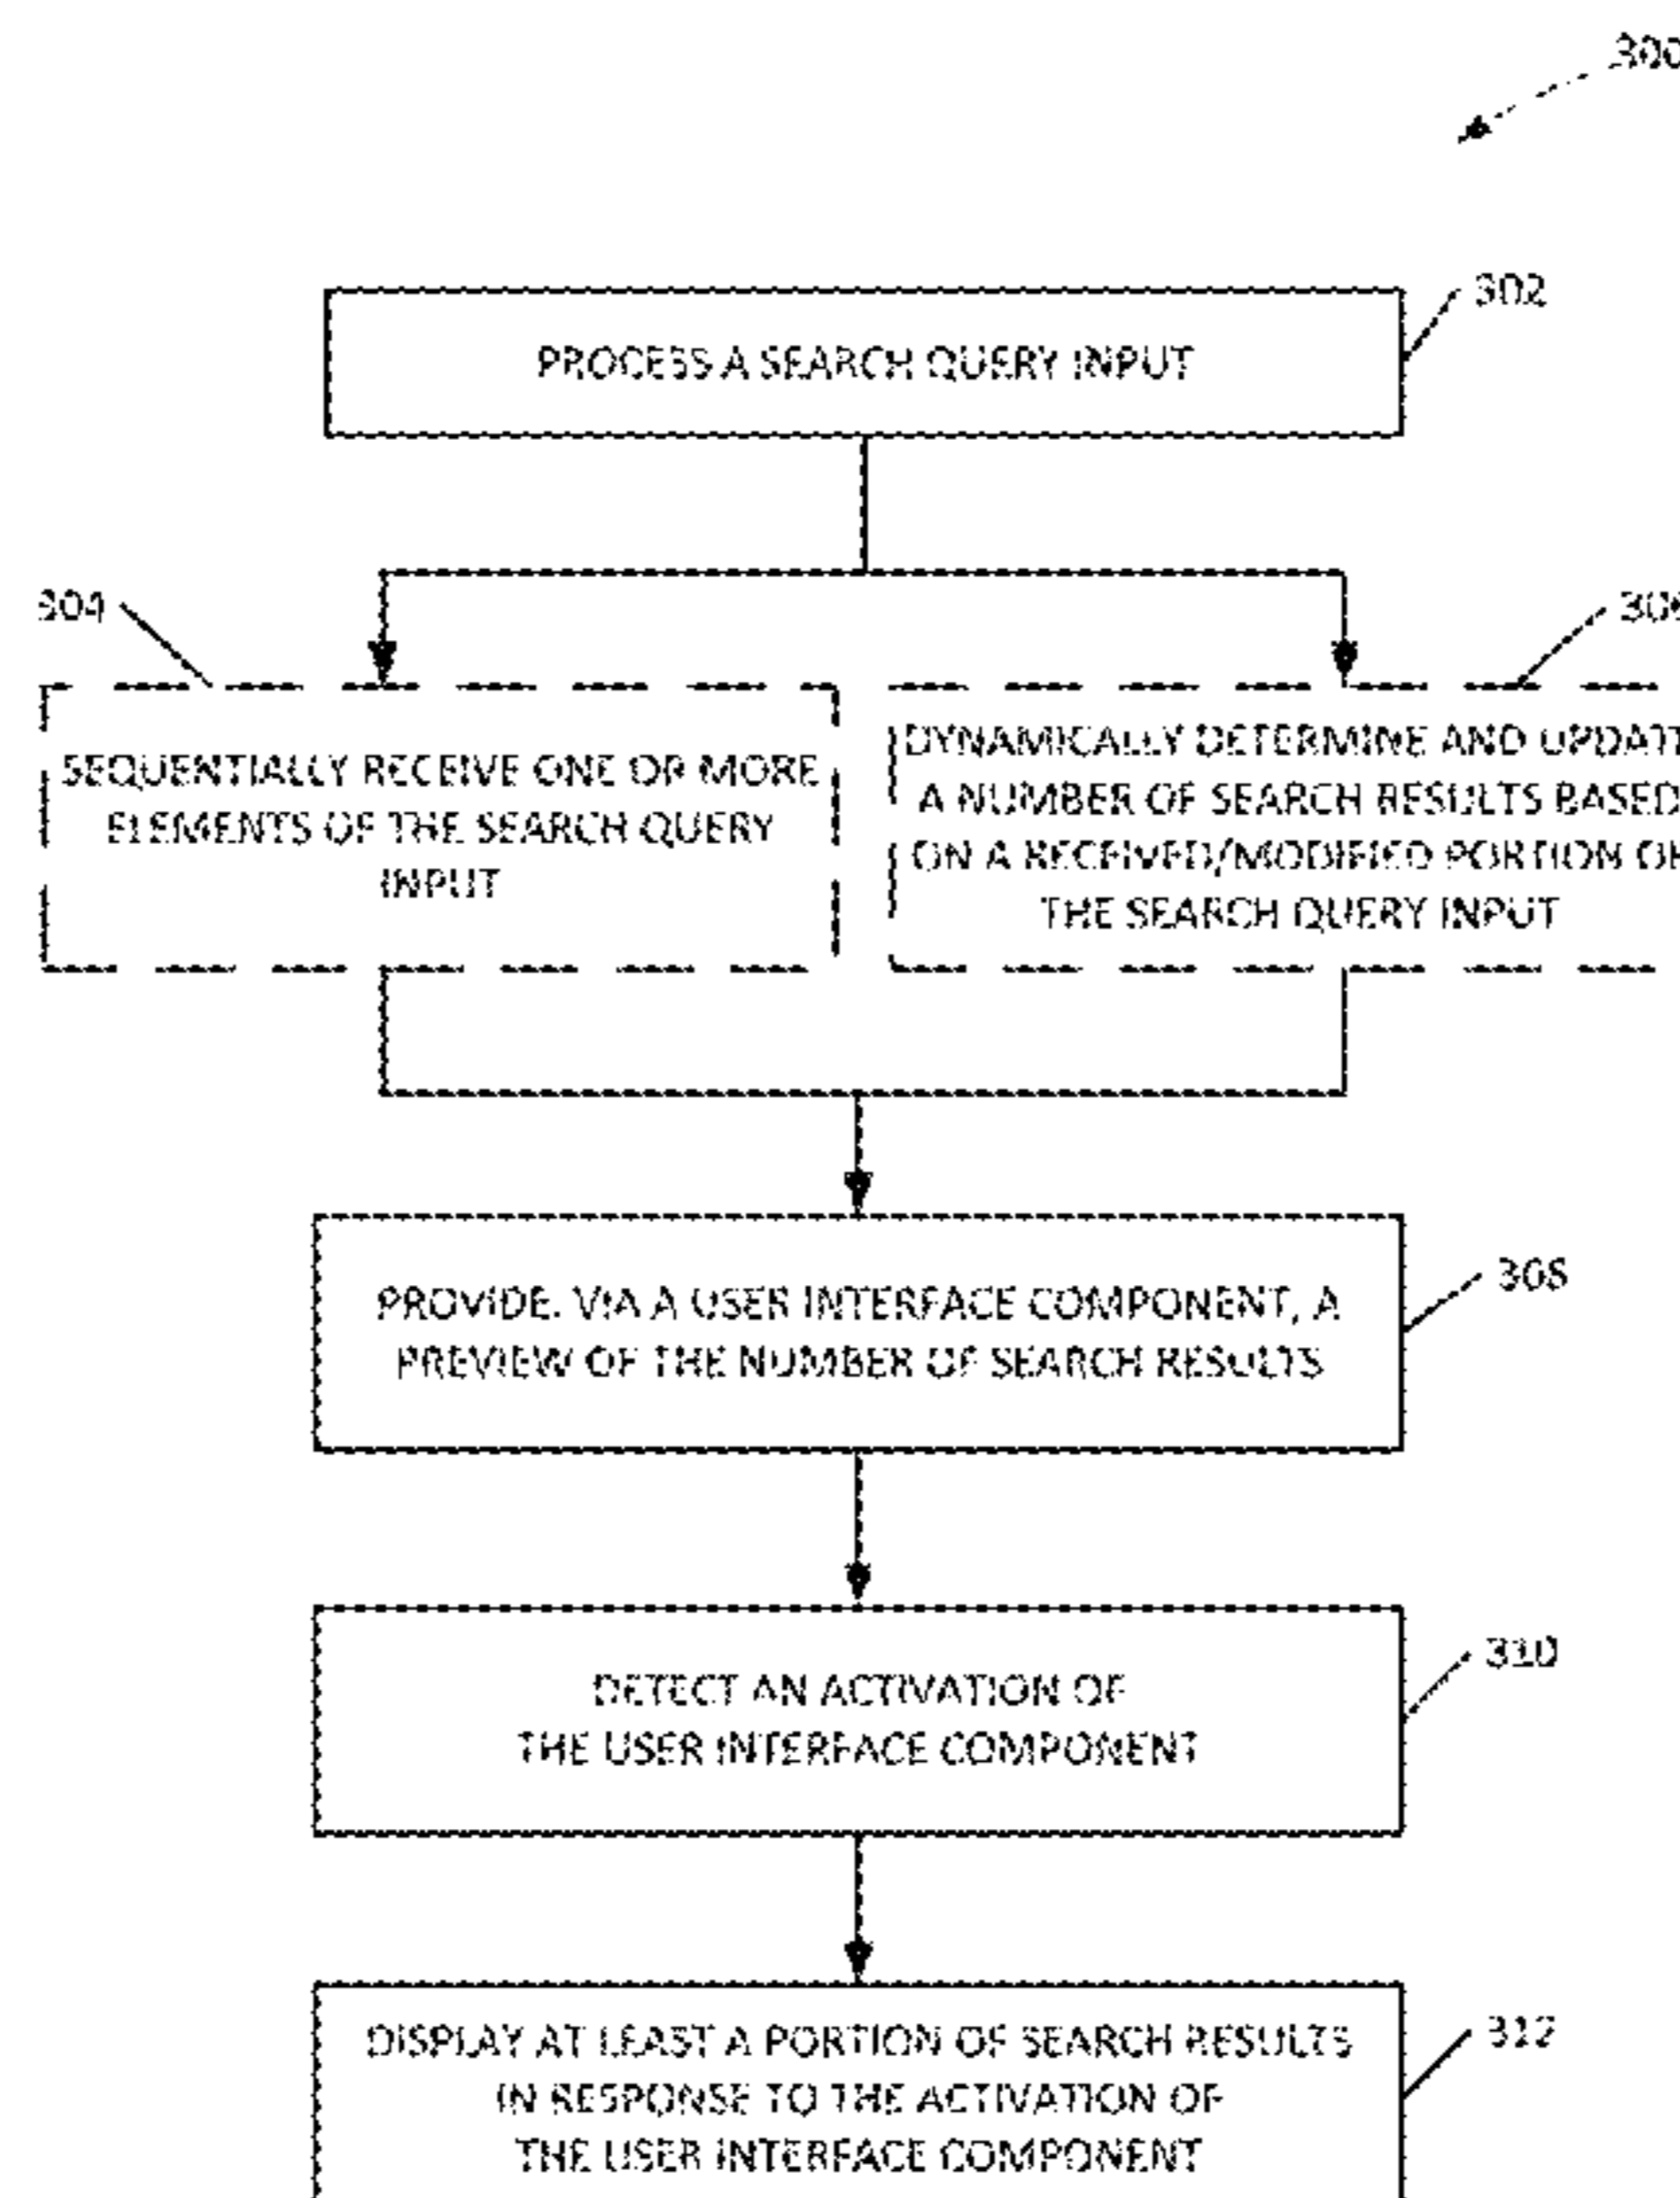 300
302
PROCESS A SEARCH QUERY INPUT
304
SEQUENTIALLY RECEIVE ONE OR MORE
ELEMENTS OF THE SEARCH QUERY
INPUT
306
DYNAMICALLY DETERMINE AND UPDATE
A NUMBER OF SEARCH RESULTS BASED
ON A RECEIVED/MODIFIED PORTION OF
THE SEARCH QUERY INPUT
308
PROVIDE, VIA A USER INTERFACE COMPONENT, A
PREVIEW OF THE NUMBER OF SEARCH RESULTS
310
DETECT AN ACTIVATION OF
THE USER INTERFACE COMPONENT
312
DISPLAY AT LEAST A PORTION OF SEARCH RESULTS
IN RESPONSE TO THE ACTIVATION OF
THE USER INTERFACE COMPONENT